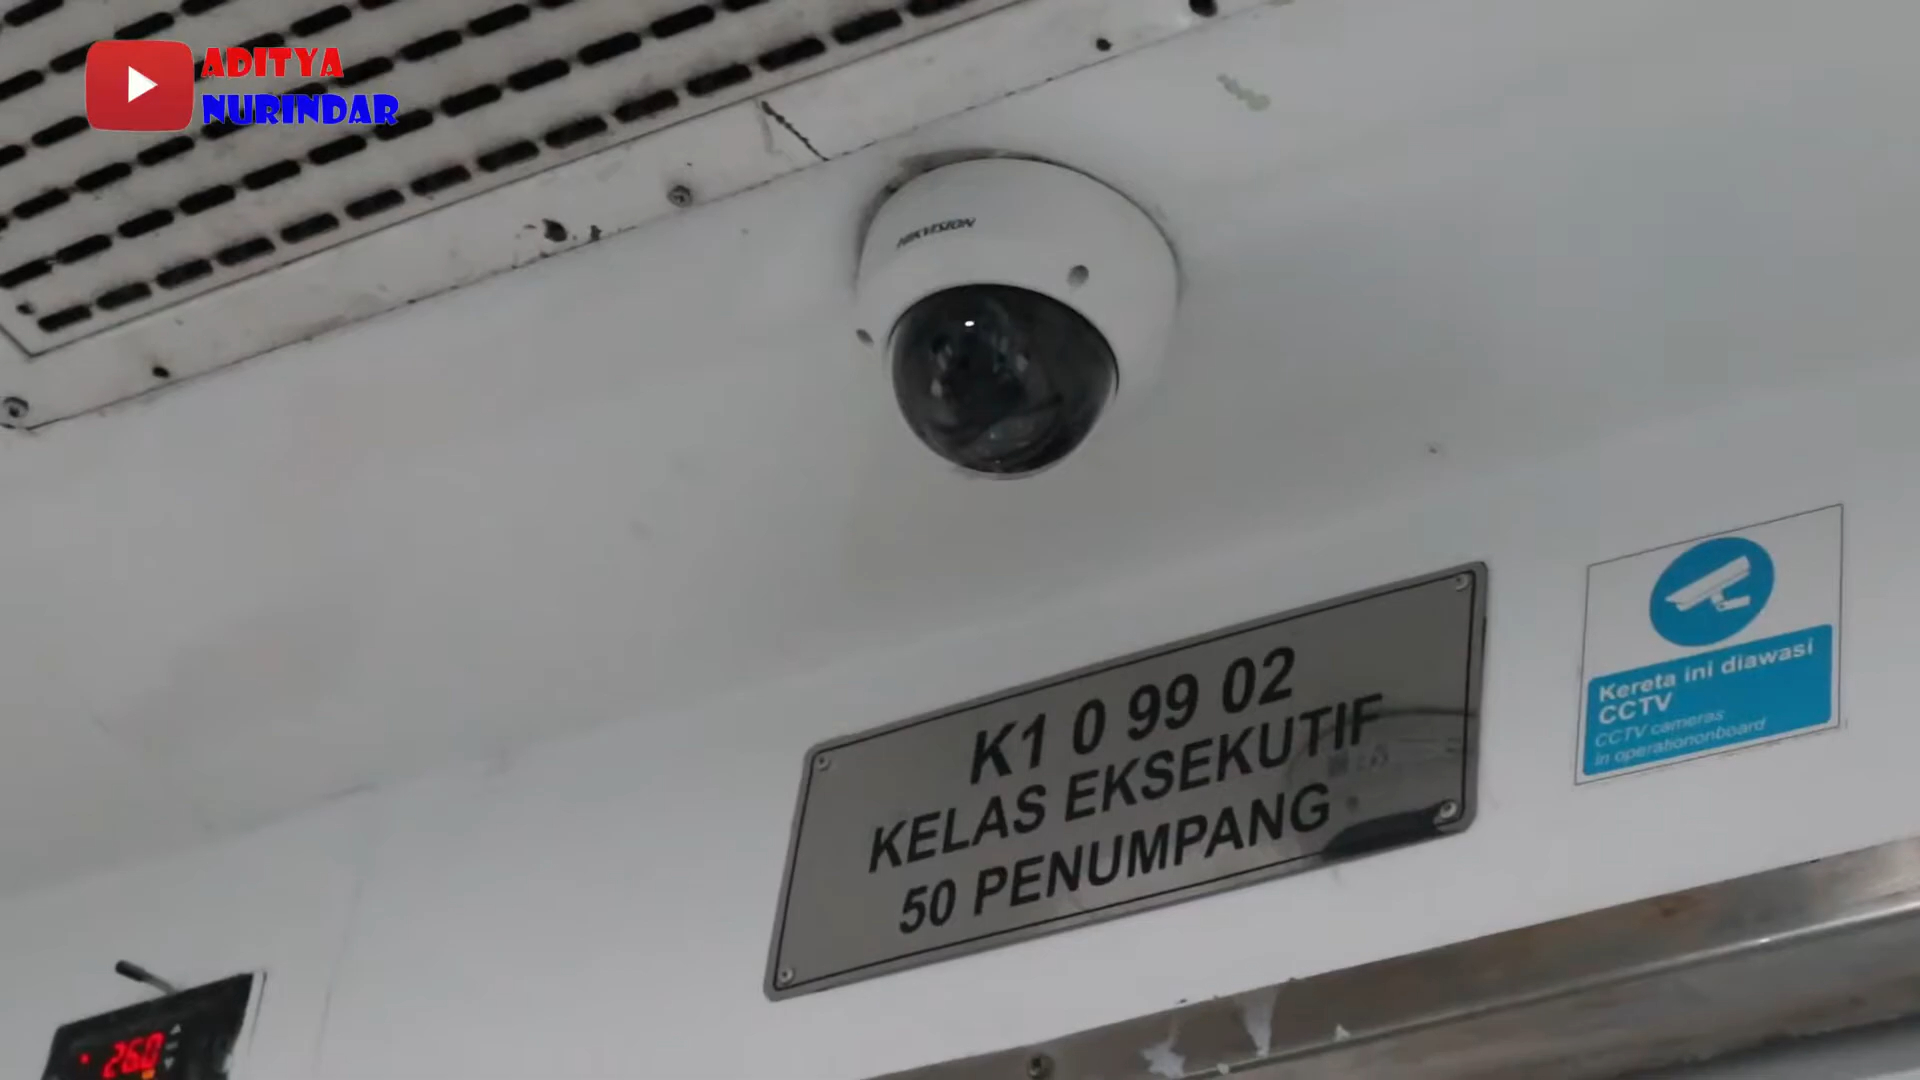 ADITYA
NURINDAR
HIKVISION
K1 0 99 02
KELAS EKSEKUTIF
50 PENUMPANG
Kereta ini diawasi
CCTV
CCTV cameras
in operationonboard
26.0